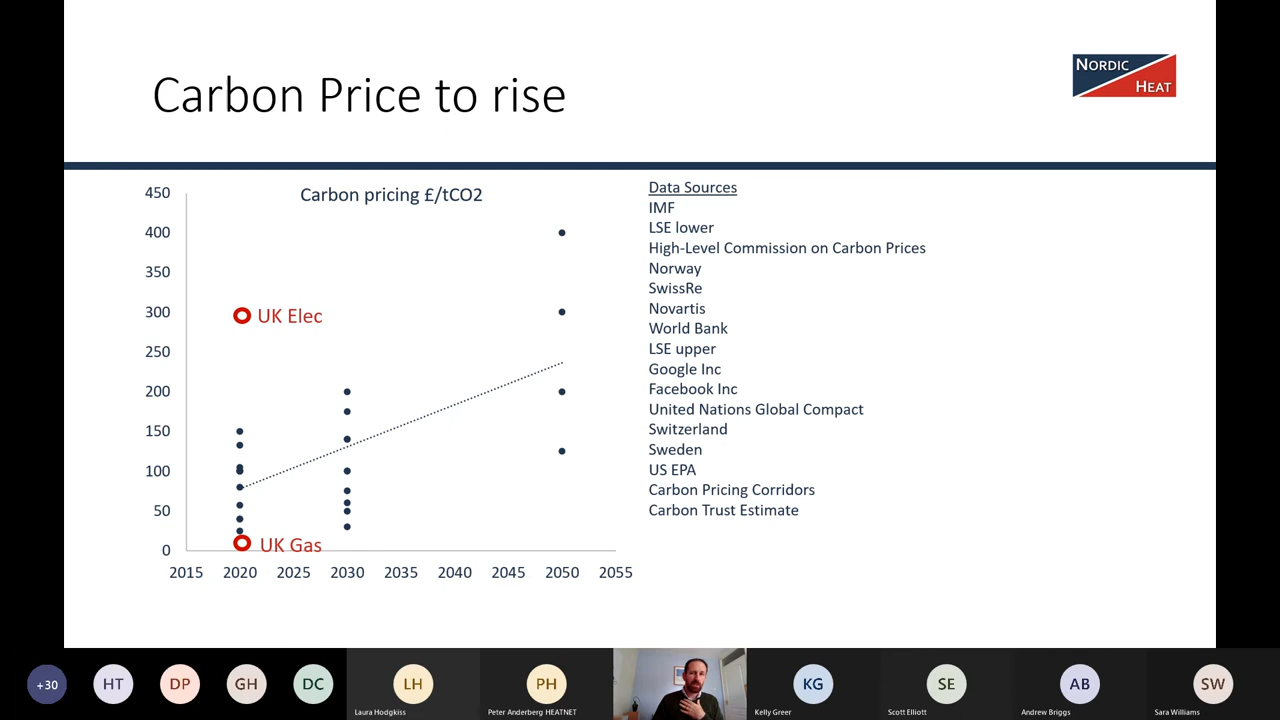 Carbon Price to rise
NORDIC
HEAT
Carbon pricing £/tCO2
450
400
350
300
250
200
150
100
50
0
UK Elec
UK Gas
2015 2020 2025 2030 2035 2040 2045 2050 2055
Data Sources
IMF
LSE lower
High-Level Commission on Carbon Prices
Norway
SwissRe
Novartis
World Bank
LSE upper
Google Inc
Facebook Inc
United Nations Global Compact
Switzerland
Sweden
US EPA
Carbon Pricing Corridors
Carbon Trust Estimate
+30 HT DP GH DC LH PH KG SE AB SW
Laura Hodgkiss Peter Anderberg HEATNET Kelly Greer Scott Elliott Andrew Briggs Sara Williams